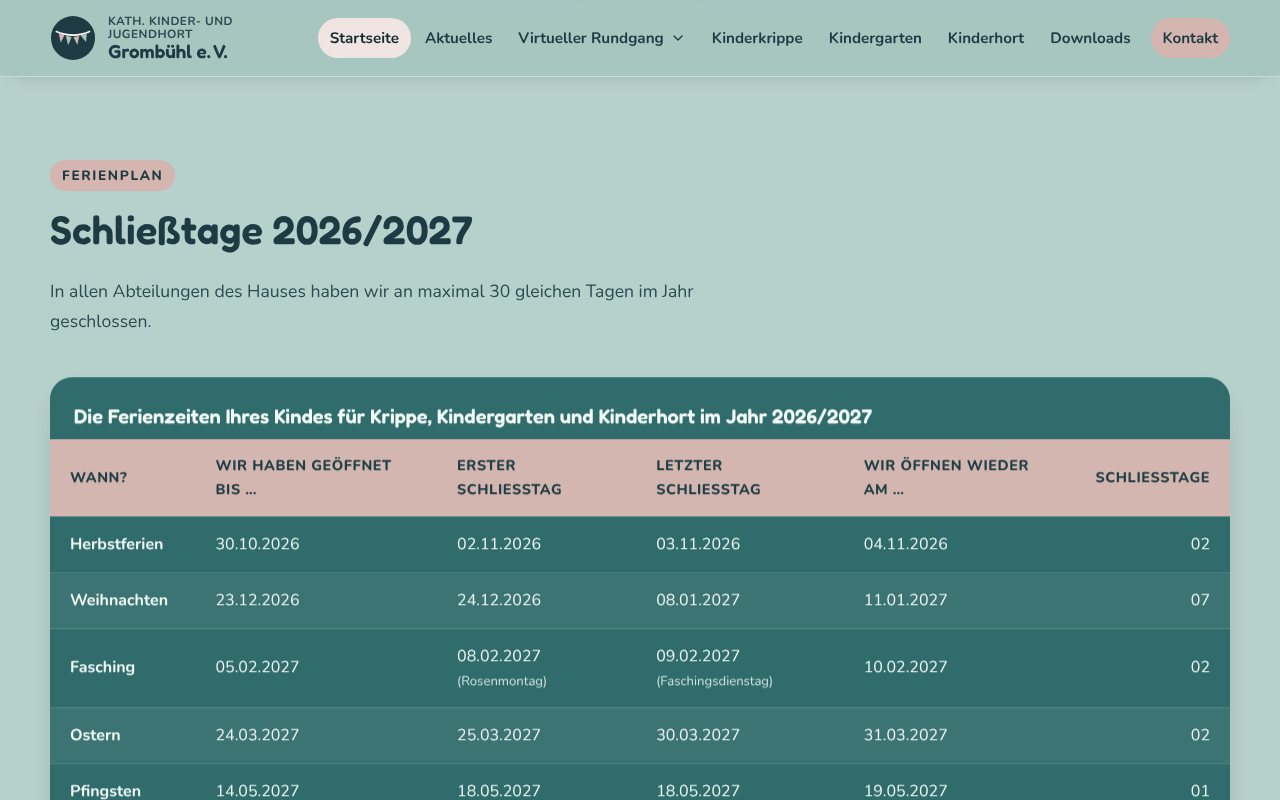 KATH. KINDER- UND
JUGENDHORT
Grombühl e. V.
Startseite
Aktuelles
Virtueller Rundgang
Kinderkrippe
Kindergarten
Kinderhort
Downloads
Kontakt
FERIENPLAN
Schließtage 2026/2027
In allen Abteilungen des Hauses haben wir an maximal 30 gleichen Tagen im Jahr
geschlossen.
Die Ferienzeiten Ihres Kindes für Krippe, Kindergarten und Kinderhort im Jahr 2026/2027
WANN?
WIR HABEN GEÖFFNET
BIS ...
ERSTER
SCHLIESSTAG
LETZTER
SCHLIESSTAG
WIR ÖFFNEN WIEDER
AM ...
SCHLIESSTAGE
Herbstferien 30.10.2026 02.11.2026 03.11.2026 04.11.2026 02
Weihnachten 23.12.2026 24.12.2026 08.01.2027 11.01.2027 07
Fasching 05.02.2027 08.02.2027 09.02.2027 10.02.2027 02
(Rosenmontag) (Faschingsdienstag)
Ostern 24.03.2027 25.03.2027 30.03.2027 31.03.2027 02
Pfingsten 14.05.2027 18.05.2027 18.05.2027 19.05.2027 01